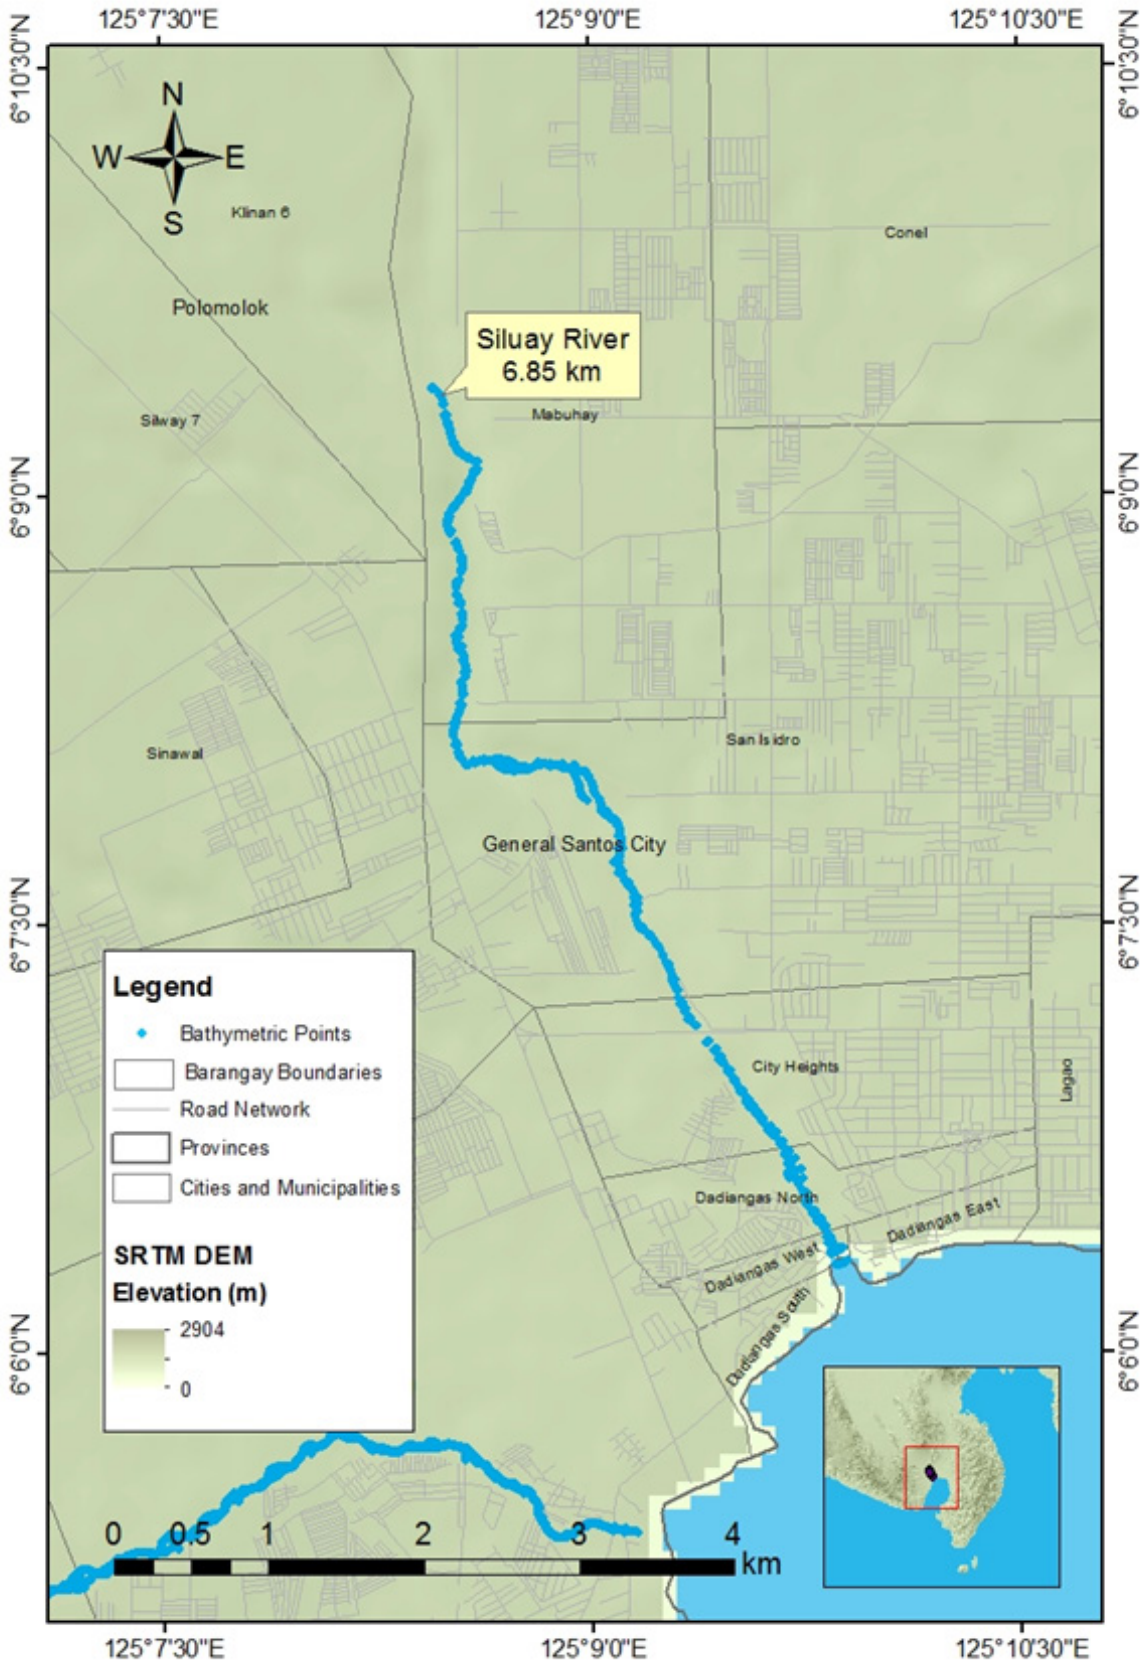 125°7'30"E
125°9'0"E
125°10'30"E
6°10'30"N
6°10'30"N
N
W
E
S
Klinan 6
Conel
Polomolok
Siluay River
6.85 km
Mabuhay
Silway 7
6°9'0"N
6°9'0"N
San Isidro
Sinawal
General Santos City
6°7'30"N
6°7'30"N
Legend
Bathymetric Points
Barangay Boundaries
Road Network
Provinces
Cities and Municipalities
SRTM DEM
Elevation (m)
2904
0
City Heights
Lagao
Dadiangas North
Dadiangas East
Dadiangas West
Dadiangas South
6°6'0"N
6°6'0"N
0 0.5 1 2 3 4
km
125°7'30"E
125°9'0"E
125°10'30"E